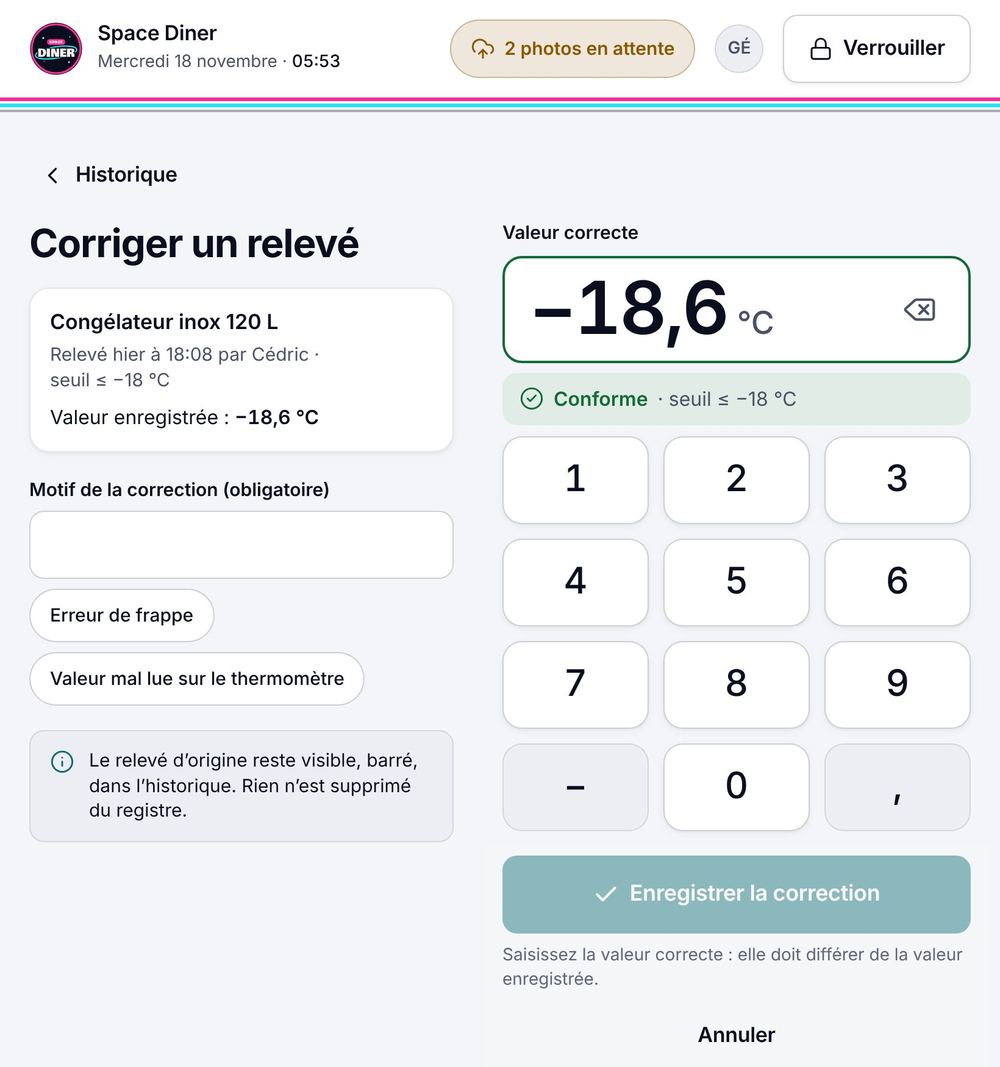 SPACE
DINER
Space Diner
Mercredi 18 novembre · 05:53
2 photos en attente
GÉ
Verrouiller
Historique
Corriger un relevé
Congélateur inox 120 L
Relevé hier à 18:08 par Cédric ·
seuil ≤ −18 °C
Valeur enregistrée : −18,6 °C
Motif de la correction (obligatoire)
Erreur de frappe
Valeur mal lue sur le thermomètre
Le relevé d’origine reste visible, barré,
dans l’historique. Rien n’est supprimé
du registre.
Valeur correcte
−18,6 °C
Conforme · seuil ≤ −18 °C
1 2 3
4 5 6
7 8 9
− 0 ,
Enregistrer la correction
Saisissez la valeur correcte : elle doit différer de la valeur
enregistrée.
Annuler